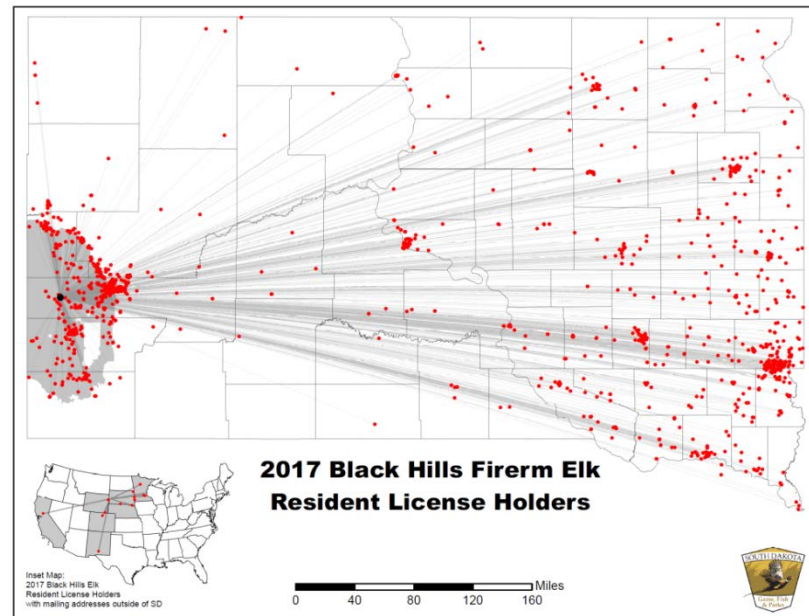 2017 Black Hills Firerm Elk
Resident License Holders
Inset Map:
2017 Black Hills Elk
Resident License Holders
with mailing addresses outside of SD
Miles
0 40 80 120 160
SOUTH DAKOTA
Game, Fish
& Parks